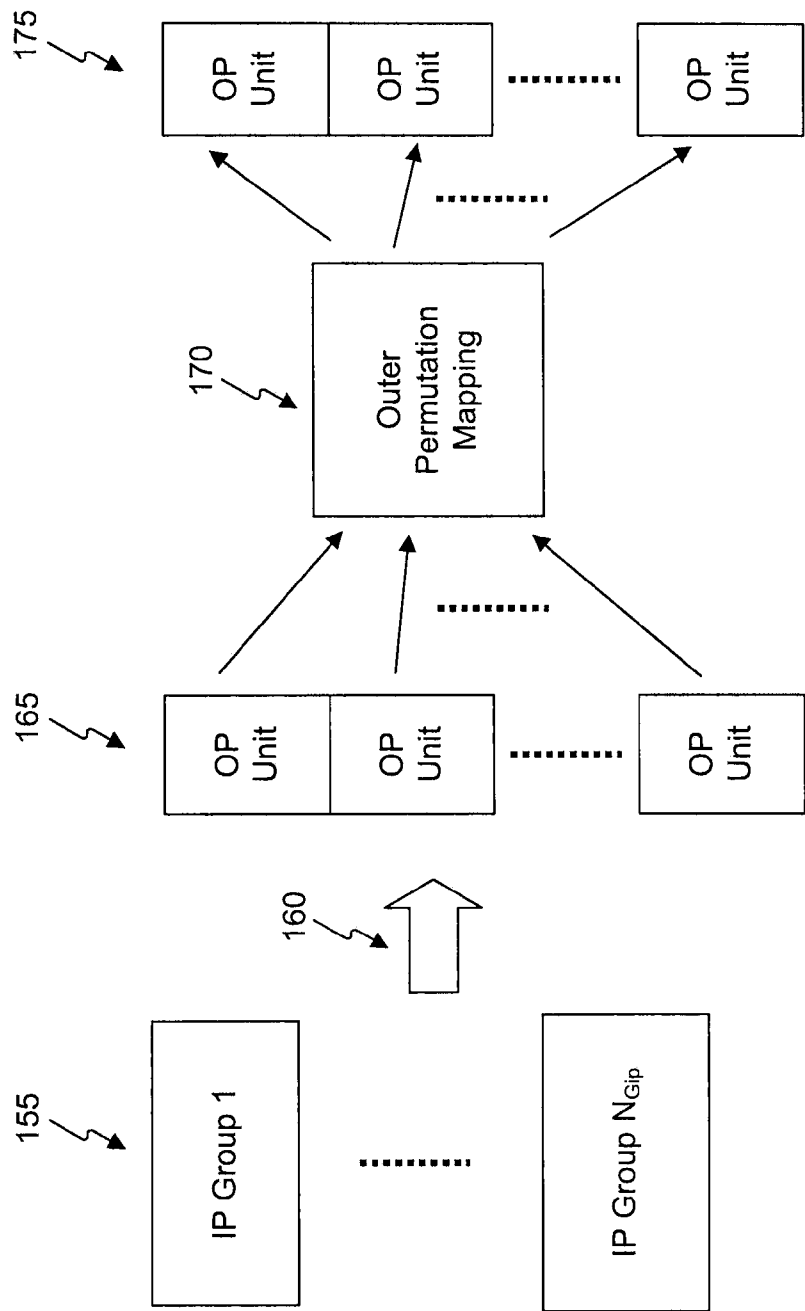 155
IP Group 1
IP Group N_Gip
160
165
OP
Unit
OP
Unit
OP
Unit
170
Outer
Permutation
Mapping
175
OP
Unit
OP
Unit
OP
Unit